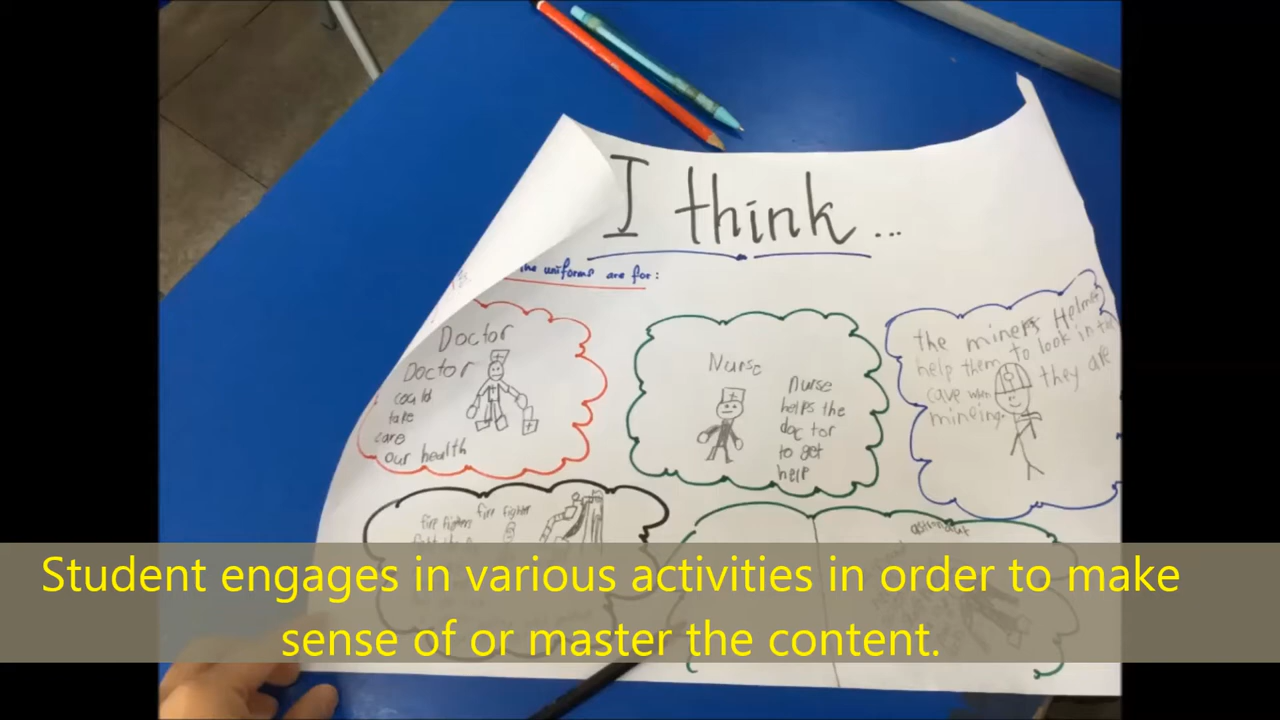 I think...
the uniforms are for:
Doctor
Doctor
could
take
care
our health
Nurse
Nurse
helps the
doctor
to get
help
the miners Helmet
help them to look in the
cave when they are
mineing.
fire fighter
fire fighter
astronaut
Student engages in various activities in order to make
sense of or master the content.